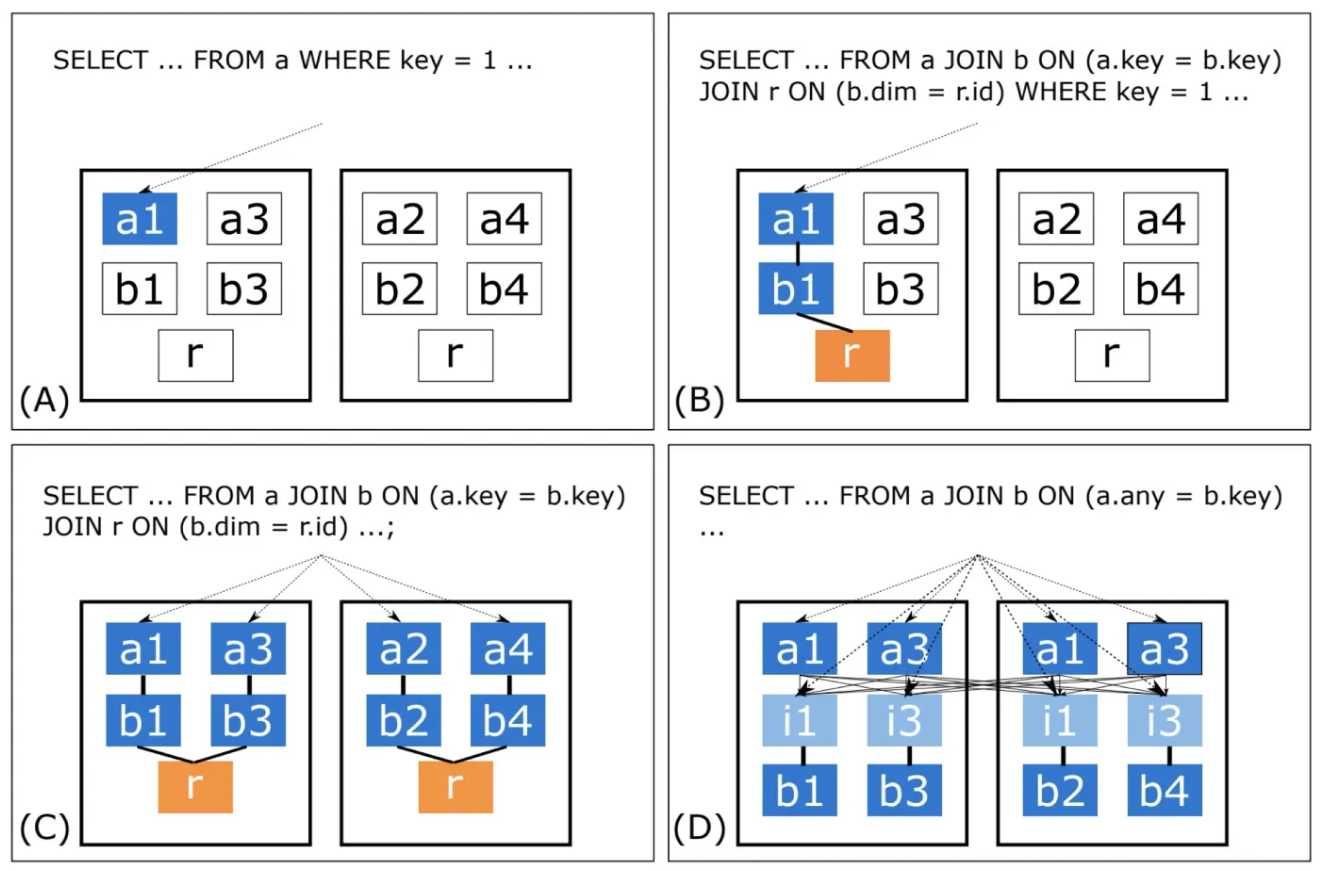 SELECT ... FROM a WHERE key = 1 ...
a1 a3 a2 a4
b1 b3 b2 b4
r r
(A)
SELECT ... FROM a JOIN b ON (a.key = b.key)
JOIN r ON (b.dim = r.id) WHERE key = 1 ...
a1 a3 a2 a4
b1 b3 b2 b4
r r
(B)
SELECT ... FROM a JOIN b ON (a.key = b.key)
JOIN r ON (b.dim = r.id) ...;
a1 a3 a2 a4
b1 b3 b2 b4
r r
(C)
SELECT ... FROM a JOIN b ON (a.any = b.key)
...
a1 a3 a1 a3
i1 i3 i1 i3
b1 b3 b2 b4
(D)